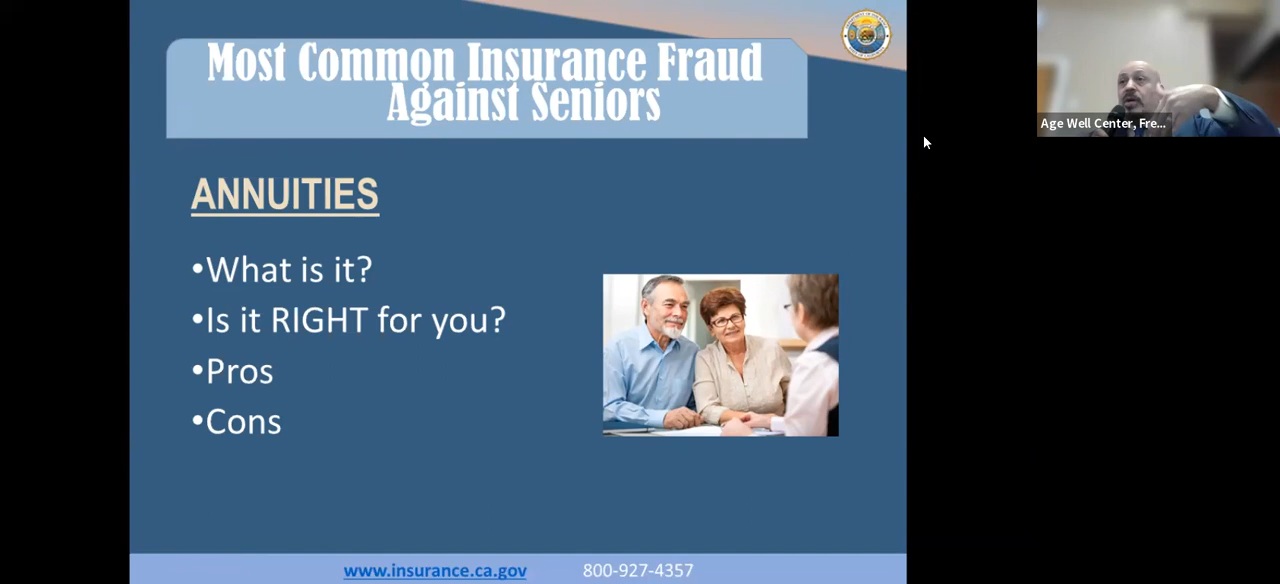 Most Common Insurance Fraud
Against Seniors
ANNUITIES
•What is it?
•Is it RIGHT for you?
•Pros
•Cons
www.insurance.ca.gov 800-927-4357
Age Well Center, Fre...